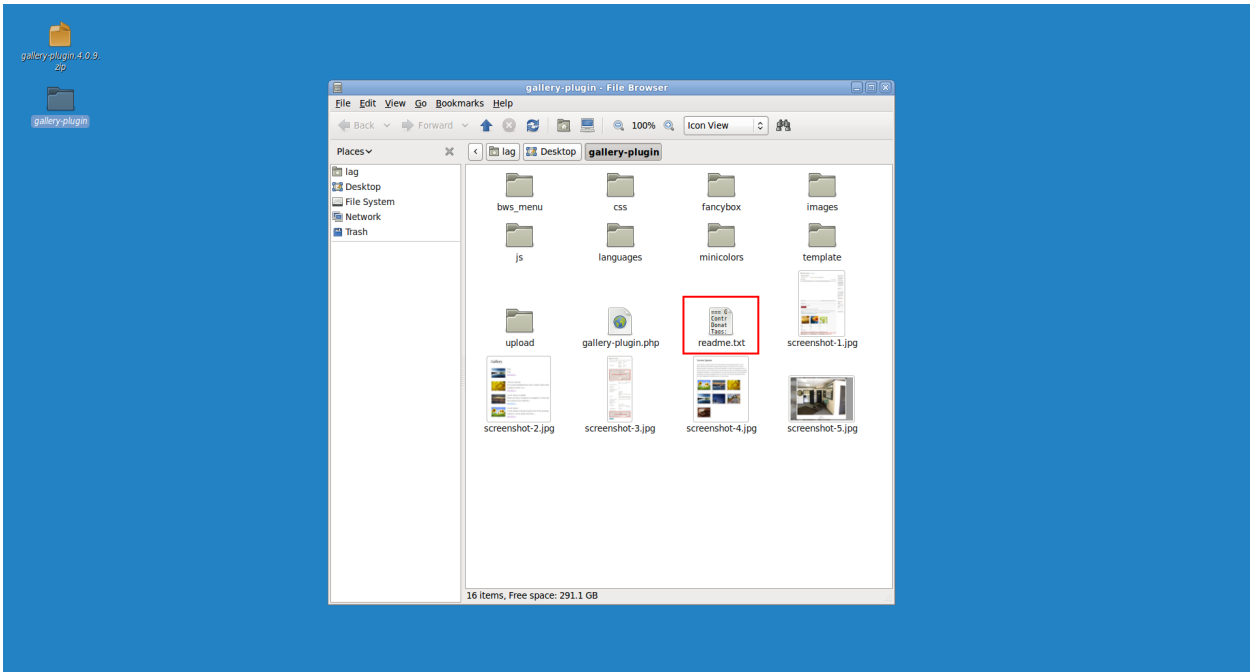 gallery-plugin.4.0.9.
zip
gallery-plugin
gallery-plugin - File Browser
File Edit View Go Bookmarks Help
Back Forward 100% Icon View
Places
lag Desktop gallery-plugin
lag
Desktop
File System
Network
Trash
bws_menu css fancybox images
js languages minicolors template
=== G
Contr
Donat
Tags:
upload gallery-plugin.php readme.txt screenshot-1.jpg
screenshot-2.jpg screenshot-3.jpg screenshot-4.jpg screenshot-5.jpg
16 items, Free space: 291.1 GB